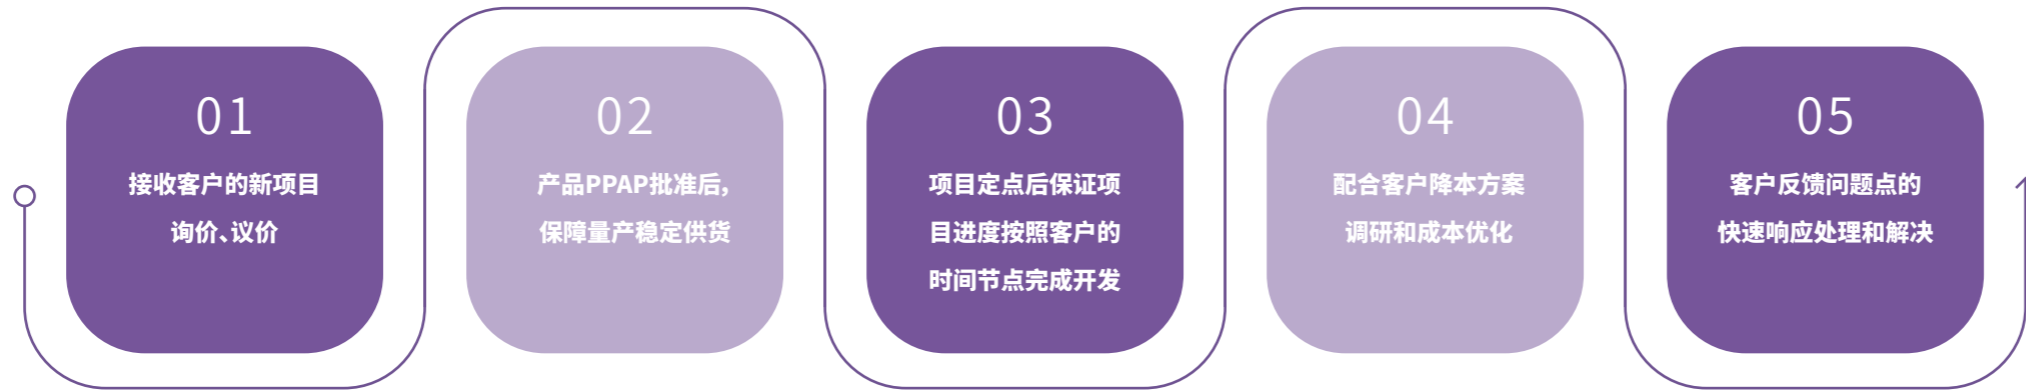 01
接收客户的新项目
询价、议价
02
产品PPAP批准后，
保障量产稳定供货
03
项目定点后保证项
目进度按照客户的
时间节点完成开发
04
配合客户降本方案
调研和成本优化
05
客户反馈问题点的
快速响应处理和解决